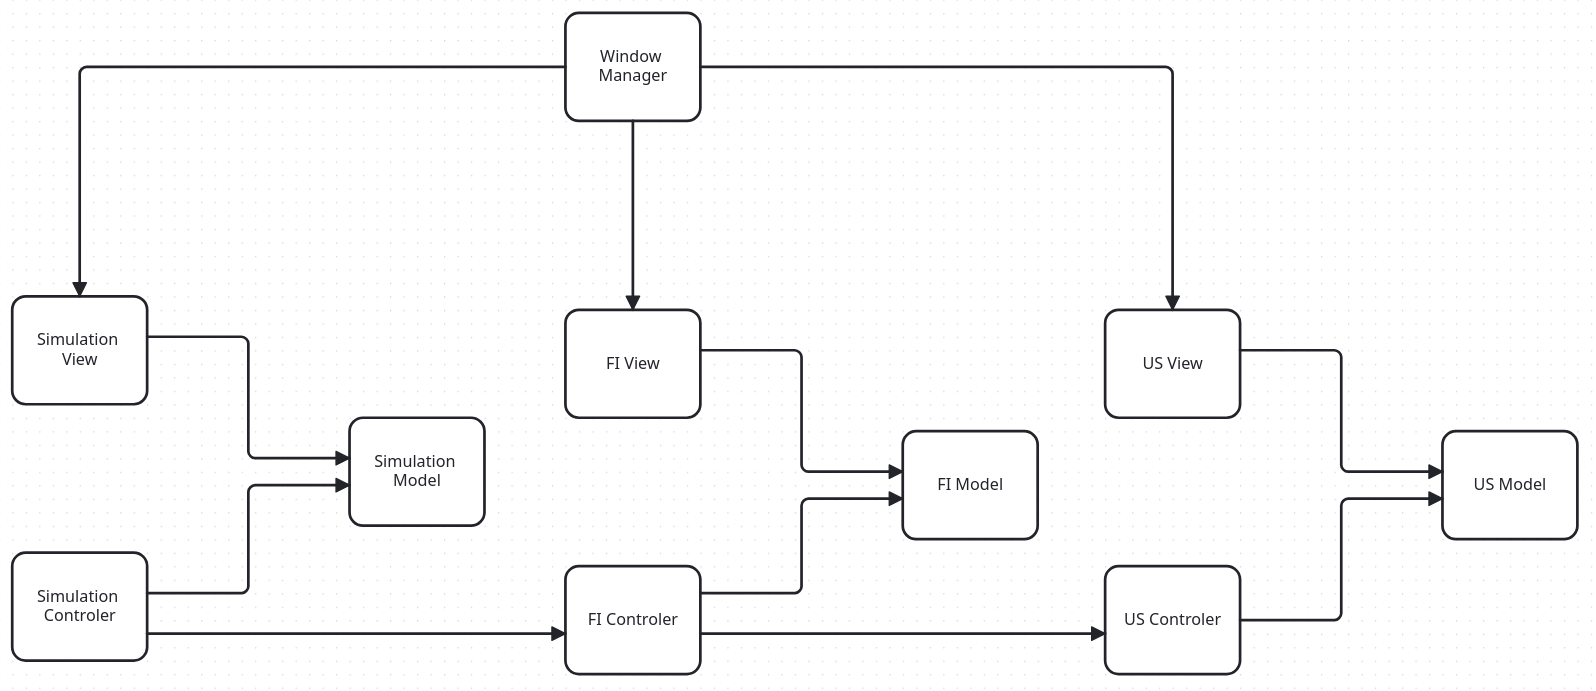 Window
Manager
Simulation
View
FI View
US View
Simulation
Model
FI Model
US Model
Simulation
Controler
FI Controler
US Controler